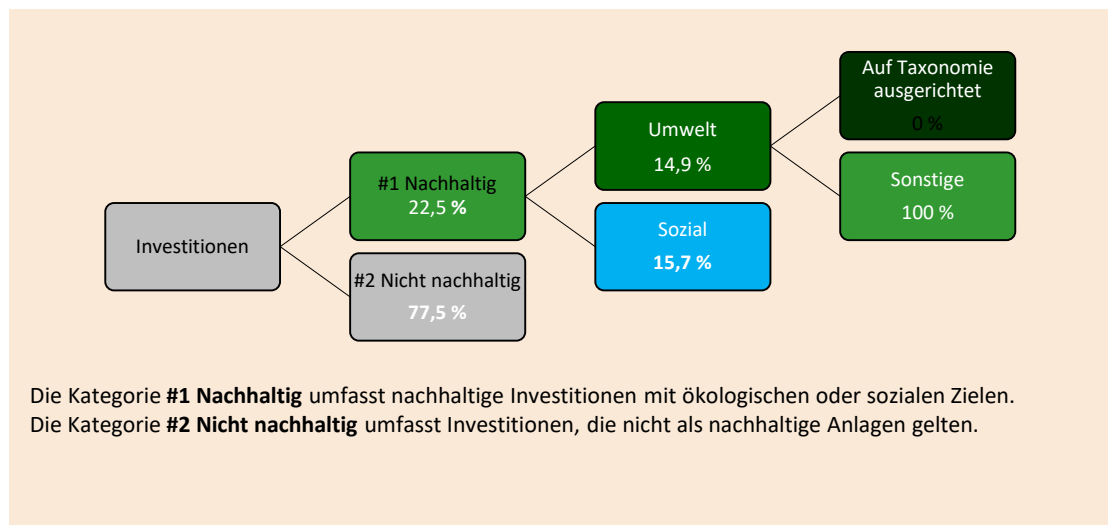 Investitionen
#1 Nachhaltig
22,5 %
#2 Nicht nachhaltig
77,5 %
Umwelt
14,9 %
Sozial
15,7 %
Auf Taxonomie
ausgerichtet
0 %
Sonstige
100 %
Die Kategorie #1 Nachhaltig umfasst nachhaltige Investitionen mit ökologischen oder sozialen Zielen.
Die Kategorie #2 Nicht nachhaltig umfasst Investitionen, die nicht als nachhaltige Anlagen gelten.